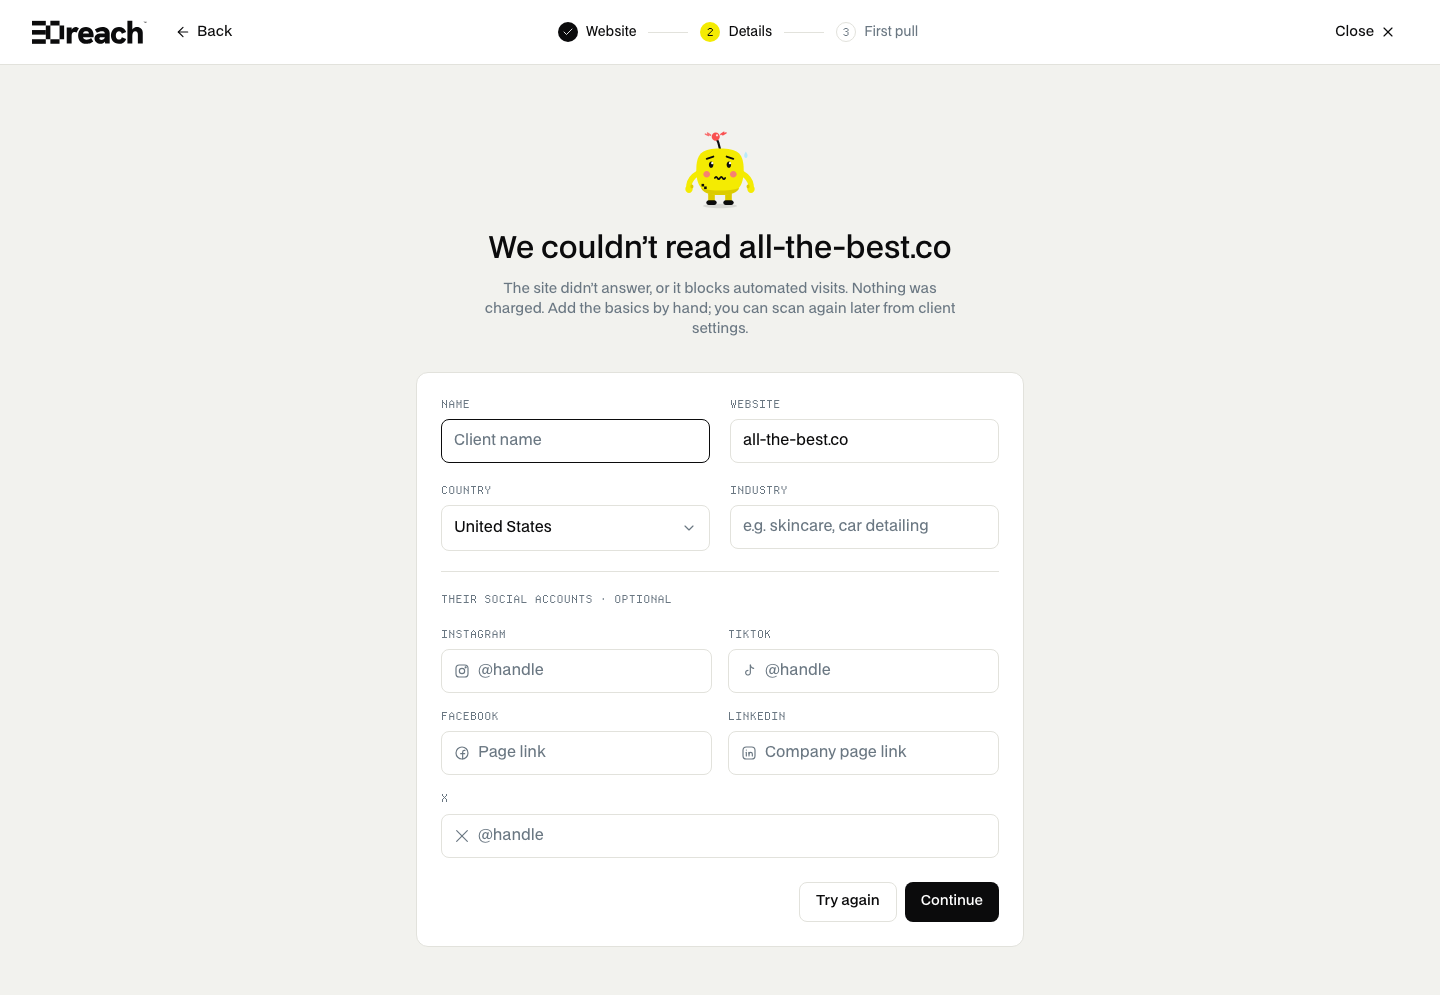 reach
Back
Website
2
Details
3
First pull
Close
We couldn’t read all-the-best.co
The site didn’t answer, or it blocks automated visits. Nothing was
charged. Add the basics by hand; you can scan again later from client
settings.
NAME
WEBSITE
Client name
all-the-best.co
COUNTRY
INDUSTRY
United States
e.g. skincare, car detailing
THEIR SOCIAL ACCOUNTS · OPTIONAL
INSTAGRAM
TIKTOK
@handle
@handle
FACEBOOK
LINKEDIN
Page link
Company page link
X
@handle
Try again
Continue